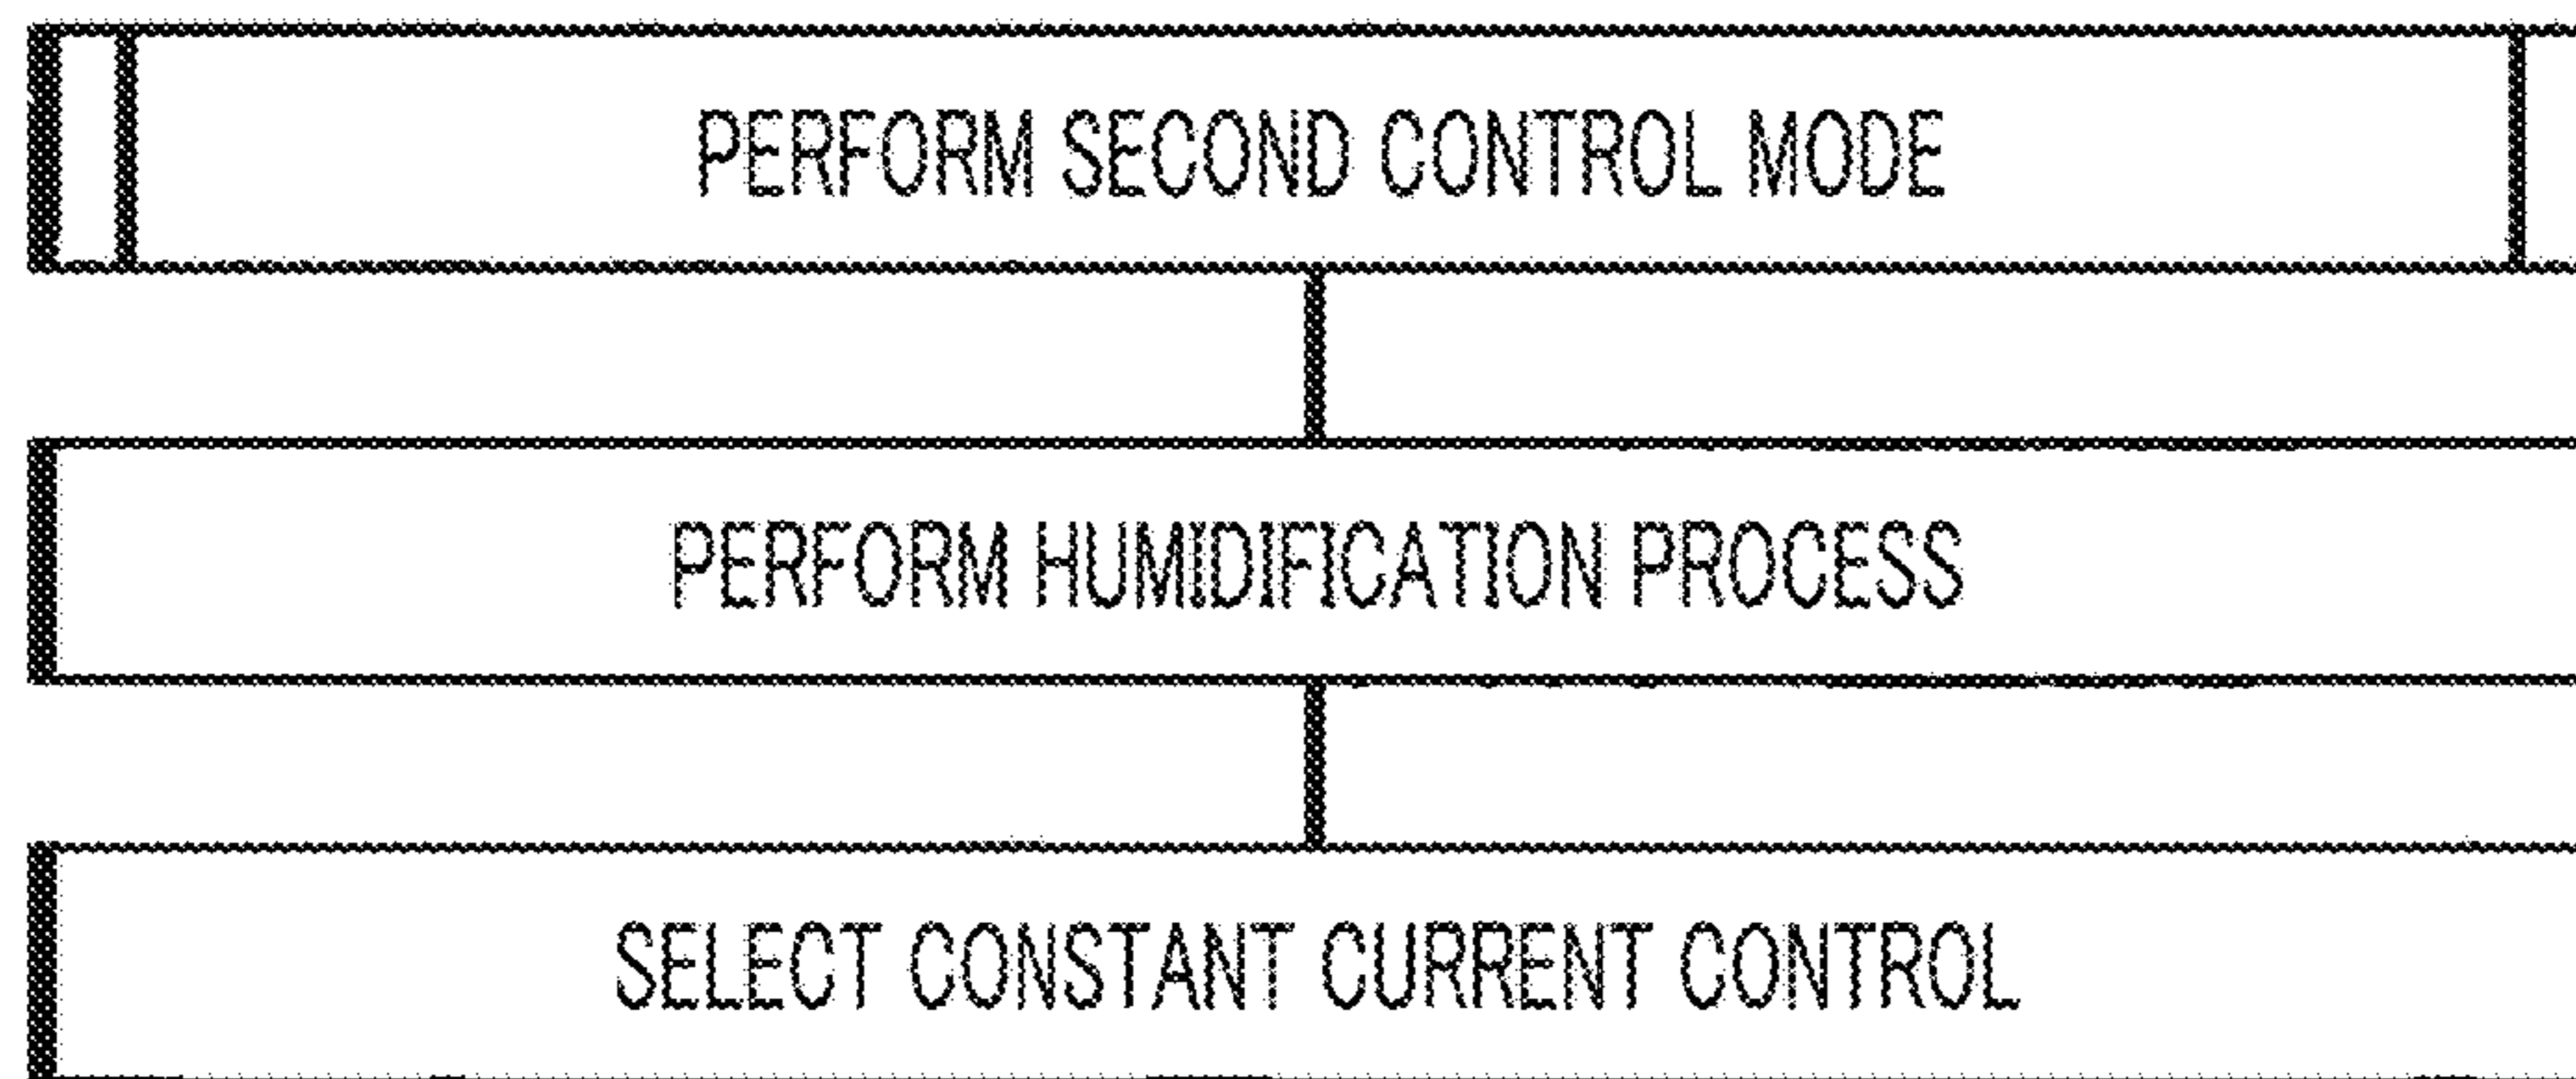 PERFORM SECOND CONTROL MODE
PERFORM HUMIDIFICATION PROCESS
SELECT CONSTANT CURRENT CONTROL